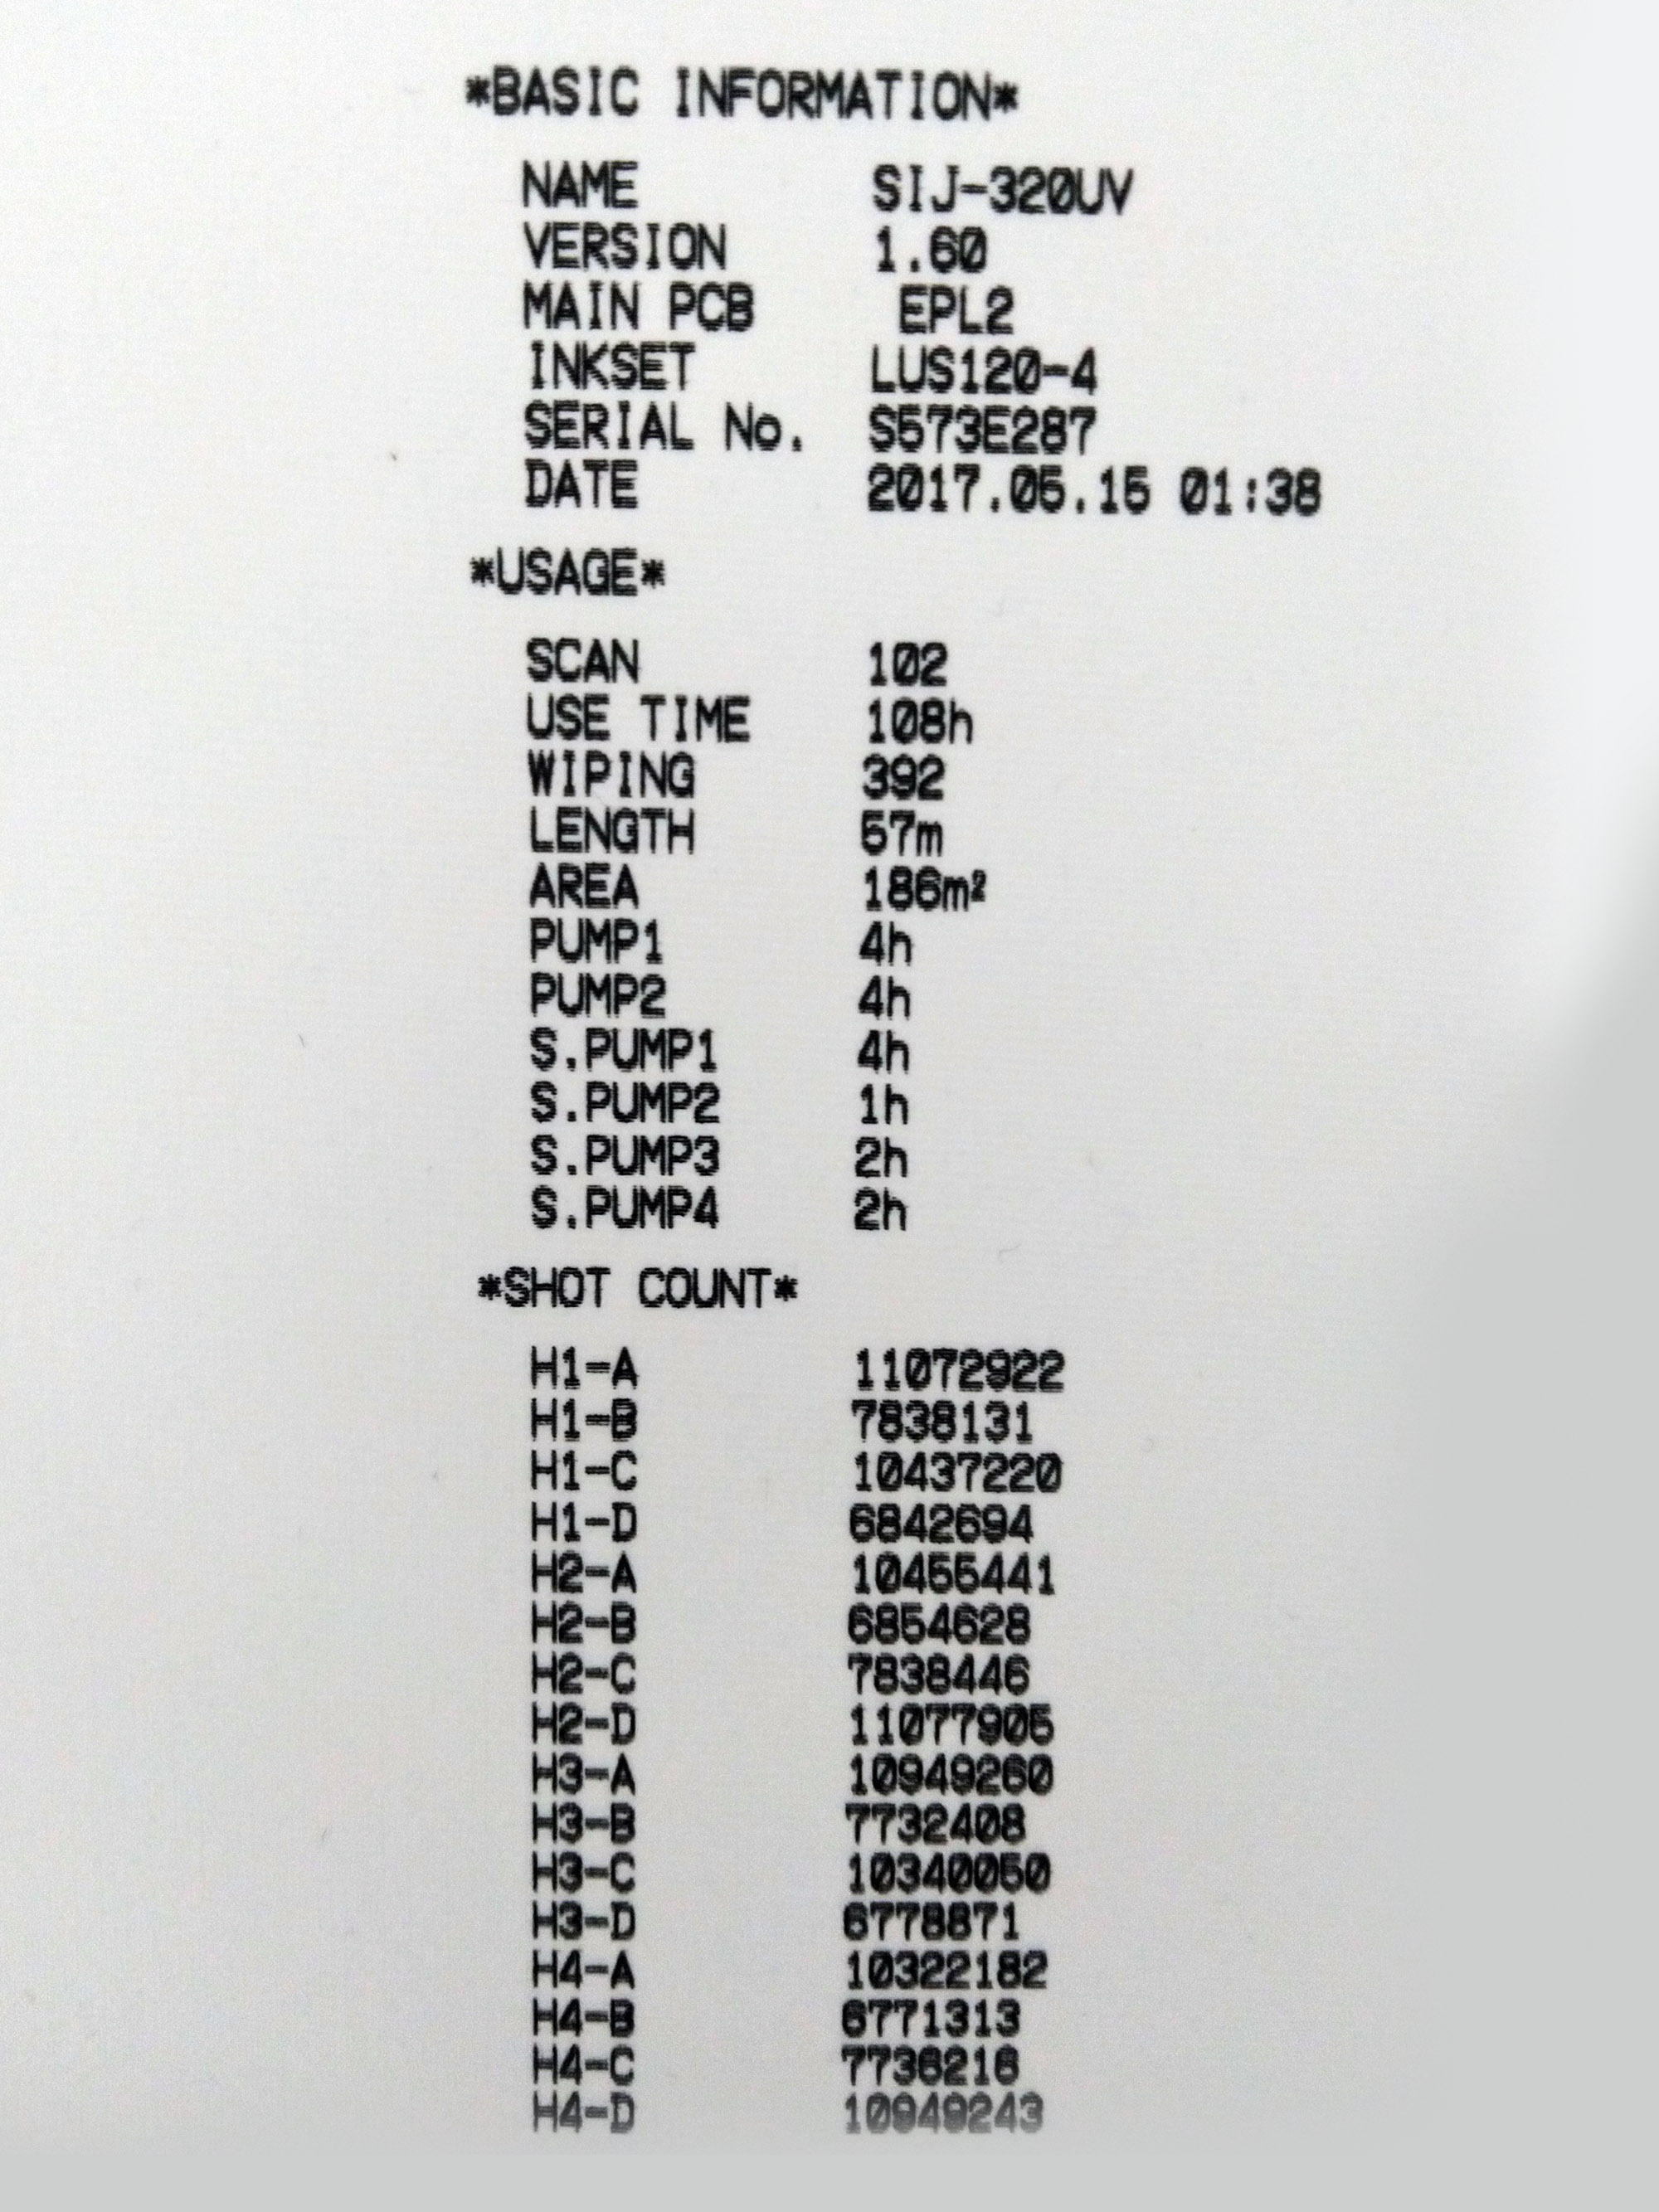 *BASIC INFORMATION*
NAME SIJ-320UV
VERSION 1.60
MAIN PCB EPL2
INKSET LUS120-4
SERIAL No. S573E287
DATE 2017.05.15 01:38
*USAGE*
SCAN 102
USE TIME 108h
WIPING 392
LENGTH 57m
AREA 186m²
PUMP1 4h
PUMP2 4h
S.PUMP1 4h
S.PUMP2 1h
S.PUMP3 2h
S.PUMP4 2h
*SHOT COUNT*
H1-A 11072922
H1-B 7838131
H1-C 10437220
H1-D 6842694
H2-A 10455441
H2-B 6854628
H2-C 7838446
H2-D 11077905
H3-A 10949260
H3-B 7732408
H3-C 10340050
H3-D 6778871
H4-A 10322182
H4-B 6771313
H4-C 7736216
H4-D 10949243